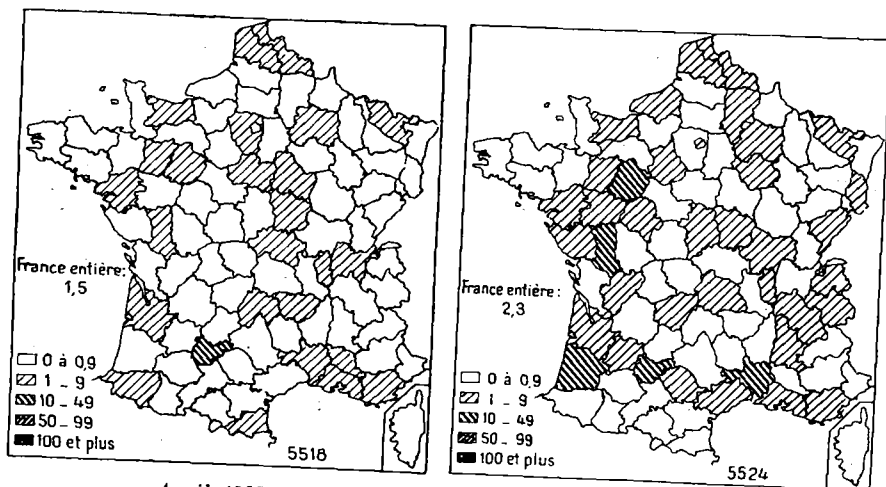 France entière:
1,5
0 à 0,9
1 _ 9
10 _ 49
50 _ 99
100 et plus
5518
France entière:
2,3
0 à 0,9
1 _ 9
10 _ 49
50 _ 99
100 et plus
5524